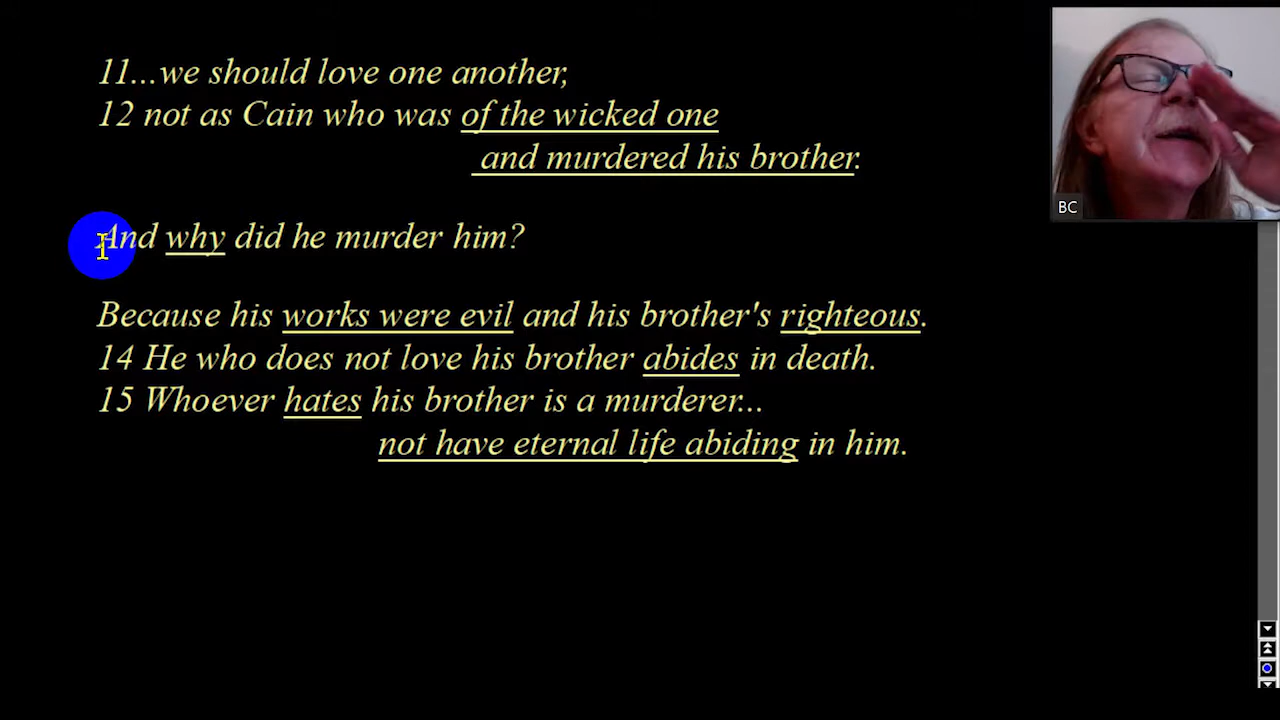 11...we should love one another,
12 not as Cain who was of the wicked one
and murdered his brother.
And why did he murder him?
Because his works were evil and his brother's righteous.
14 He who does not love his brother abides in death.
15 Whoever hates his brother is a murderer...
not have eternal life abiding in him.
BC